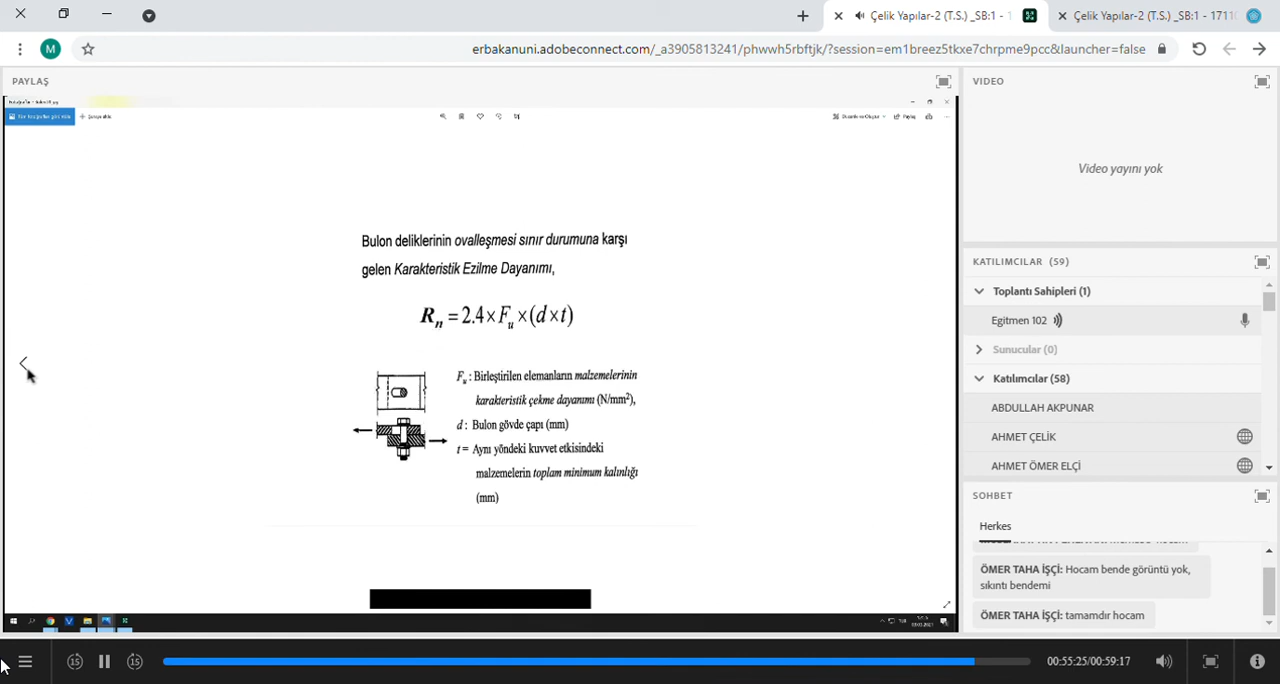 Çelik Yapılar-2 (T.S.) _SB:1 - 1
Çelik Yapılar-2 (T.S.) _SB:1 - 1711
M
erbakanuni.adobeconnect.com/_a3905813241/phwwh5rbftjk/?session=em1breez5tkxe7chrpme9pcc&launcher=false
PAYLAŞ
Paylaş
Bulon deliklerinin ovalleşmesi sınır durumuna karşı
gelen Karakteristik Ezilme Dayanımı,
Rn = 2.4 × Fu × (d × t)
Fu : Birleştirilen elemanların malzemelerinin
karakteristik çekme dayanımı (N/mm²),
d : Bulon gövde çapı (mm)
t = Aynı yöndeki kuvvet etkisindeki
malzemelerin toplam minimum kalınlığı
(mm)
VIDEO
Video yayını yok
KATILIMCILAR (59)
Toplantı Sahipleri (1)
Egitmen 102
Sunucular (0)
Katılımcılar (58)
ABDULLAH AKPUNAR
AHMET ÇELİK
AHMET ÖMER ELÇİ
SOHBET
Herkes
ÖMER TAHA İŞÇİ: Hocam bende görüntü yok,
sıkıntı bendemi
ÖMER TAHA İŞÇİ: tamamdır hocam
15
15
00:55:25/00:59:17